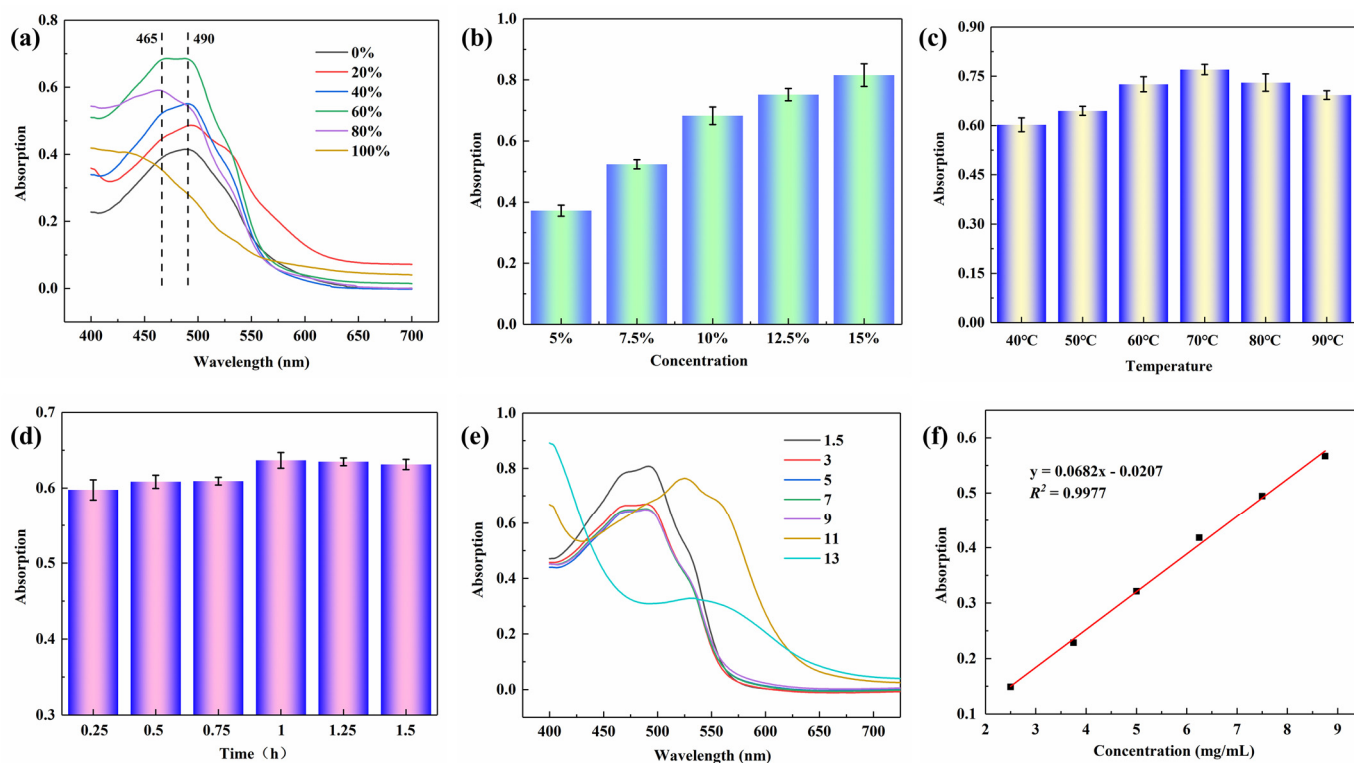 (a)
0.8
0.6
0.4
0.2
0.0
Absorption
465
490
0%
20%
40%
60%
80%
100%
400 450 500 550 600 650 700
Wavelength (nm)
(b)
1.0
0.8
0.6
0.4
0.2
0.0
Absorption
5% 7.5% 10% 12.5% 15%
Concentration
(c)
0.90
0.75
0.60
0.45
0.30
0.15
0.00
Absorption
40℃ 50℃ 60℃ 70℃ 80℃ 90℃
Temperature
(d)
0.7
0.6
0.5
0.4
0.3
Absorption
0.25 0.5 0.75 1 1.25 1.5
Time（h）
(e)
1.0
0.8
0.6
0.4
0.2
0.0
Absorption
1.5
3
5
7
9
11
13
400 450 500 550 600 650 700
Wavelength (nm)
(f)
0.6
0.5
0.3
0.2
0.1
Absorption
y = 0.0682x - 0.0207
R² = 0.9977
2 3 4 5 6 7 8 9
Concentration (mg/mL)